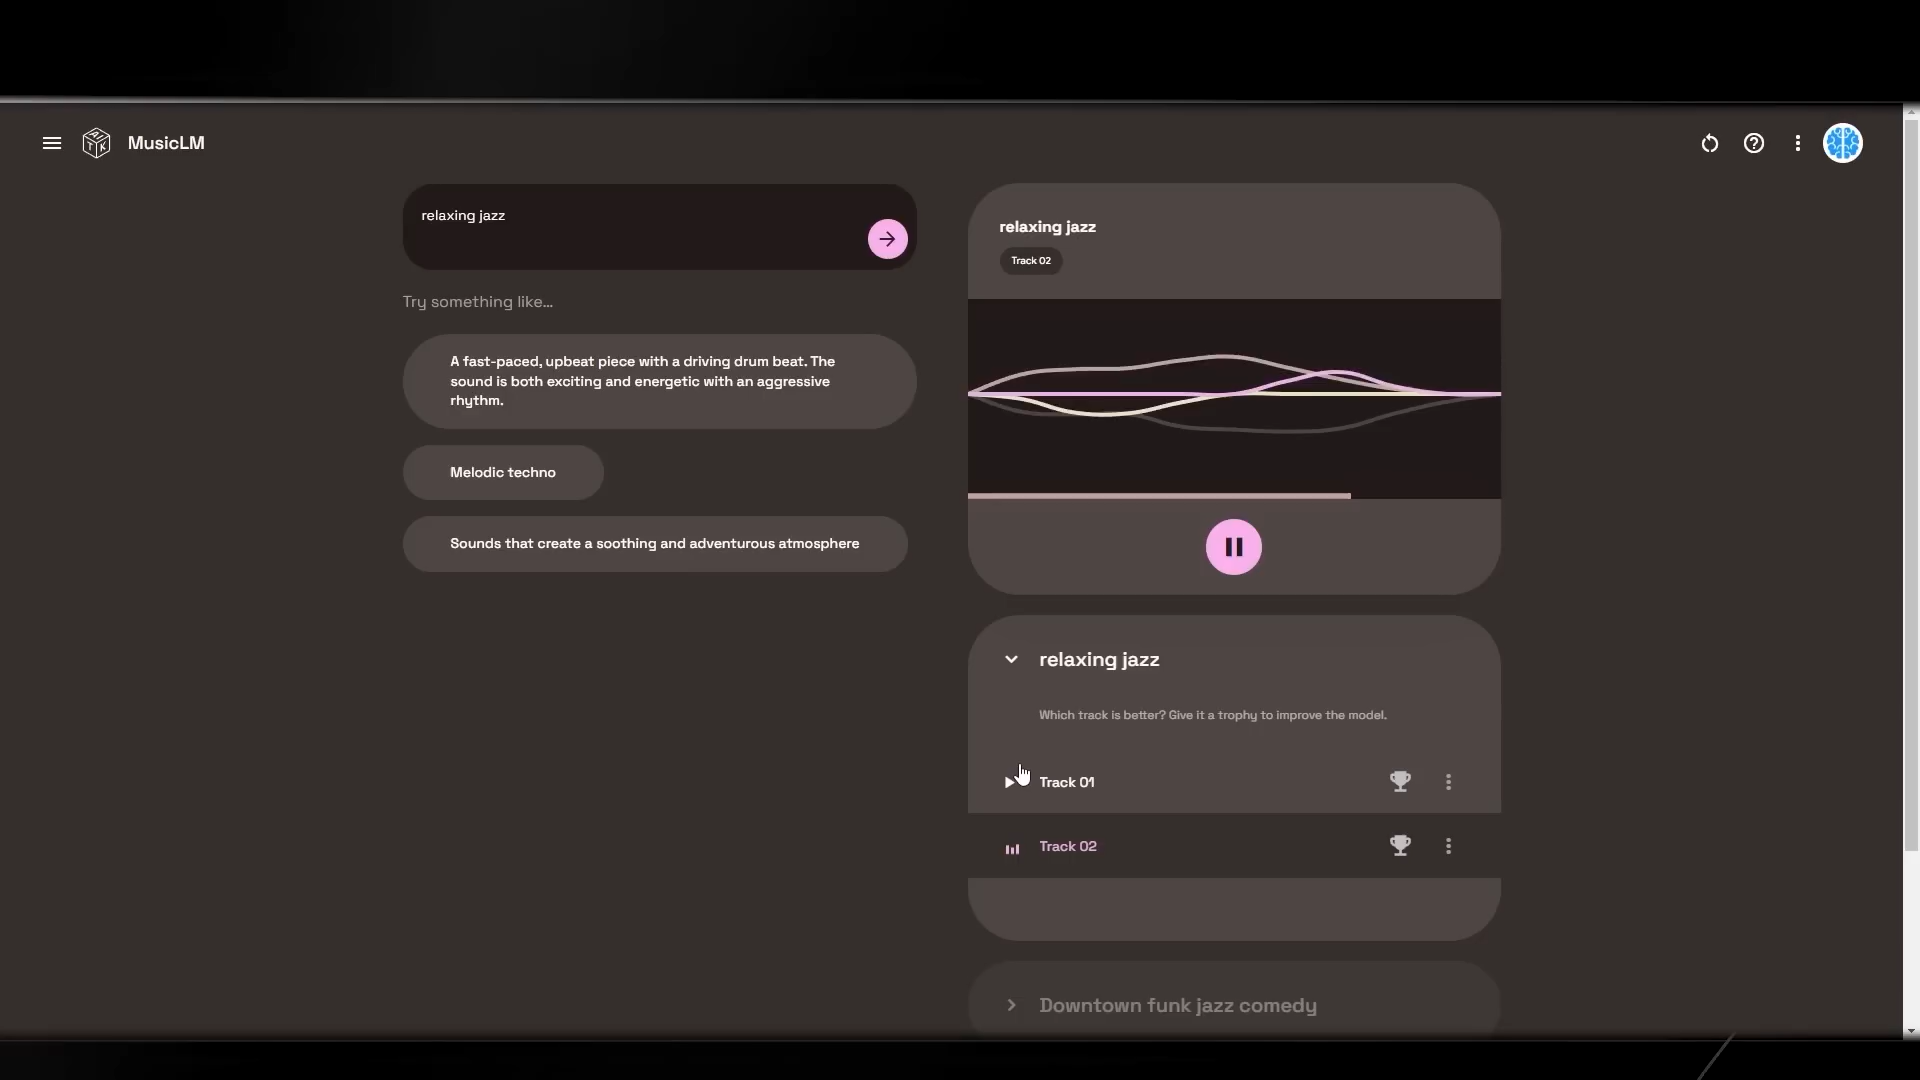 MusicLM
relaxing jazz
Try something like...
A fast-paced, upbeat piece with a driving drum beat. The
sound is both exciting and energetic with an aggressive
rhythm.
Melodic techno
Sounds that create a soothing and adventurous atmosphere
relaxing jazz
Track 02
relaxing jazz
Which track is better? Give it a trophy to improve the model.
Track 01
Track 02
Downtown funk jazz comedy